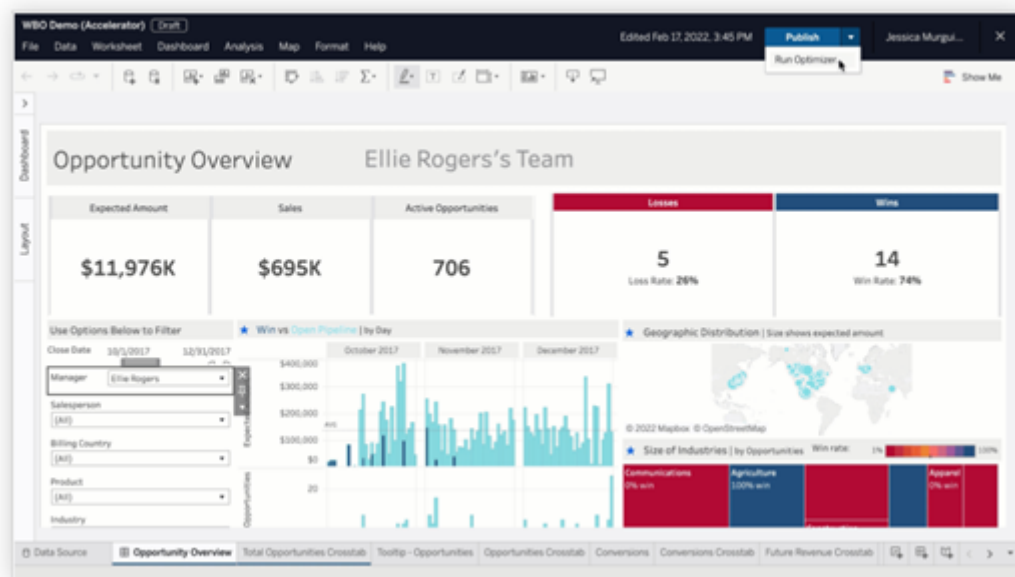 WBO Demo (Accelerator) Draft
Edited Feb 17, 2022, 3:45 PM Publish Jessica Murgui...
File Data Worksheet Dashboard Analysis Map Format Help
Run Optimizer
Show Me
Dashboard
Layout
Opportunity Overview Ellie Rogers's Team
Expected Amount Sales Active Opportunities Losses Wins
$11,976K $695K 706 5 14
Loss Rate: 26% Win Rate: 74%
Use Options Below to Filter
Close Date 10/1/2017 12/31/2017
Manager Ellie Rogers
Salesperson
(All)
Billing Country
(All)
Product
(All)
Industry
Win vs Open Pipeline | by Day
October 2017 November 2017 December 2017
$400,000
$300,000
$200,000
$100,000
$0
20
Opportunities
Geographic Distribution | Size shows expected amount
© 2022 Mapbox © OpenStreetMap
Size of Industries | by Opportunities Win rate: 1% 100%
Communications Agriculture Apparel
0% win 100% win 0% win
Data Source Opportunity Overview Total Opportunities Crosstab Tooltip - Opportunities Opportunities Crosstab Conversions Conversions Crosstab Future Revenue Crosstab